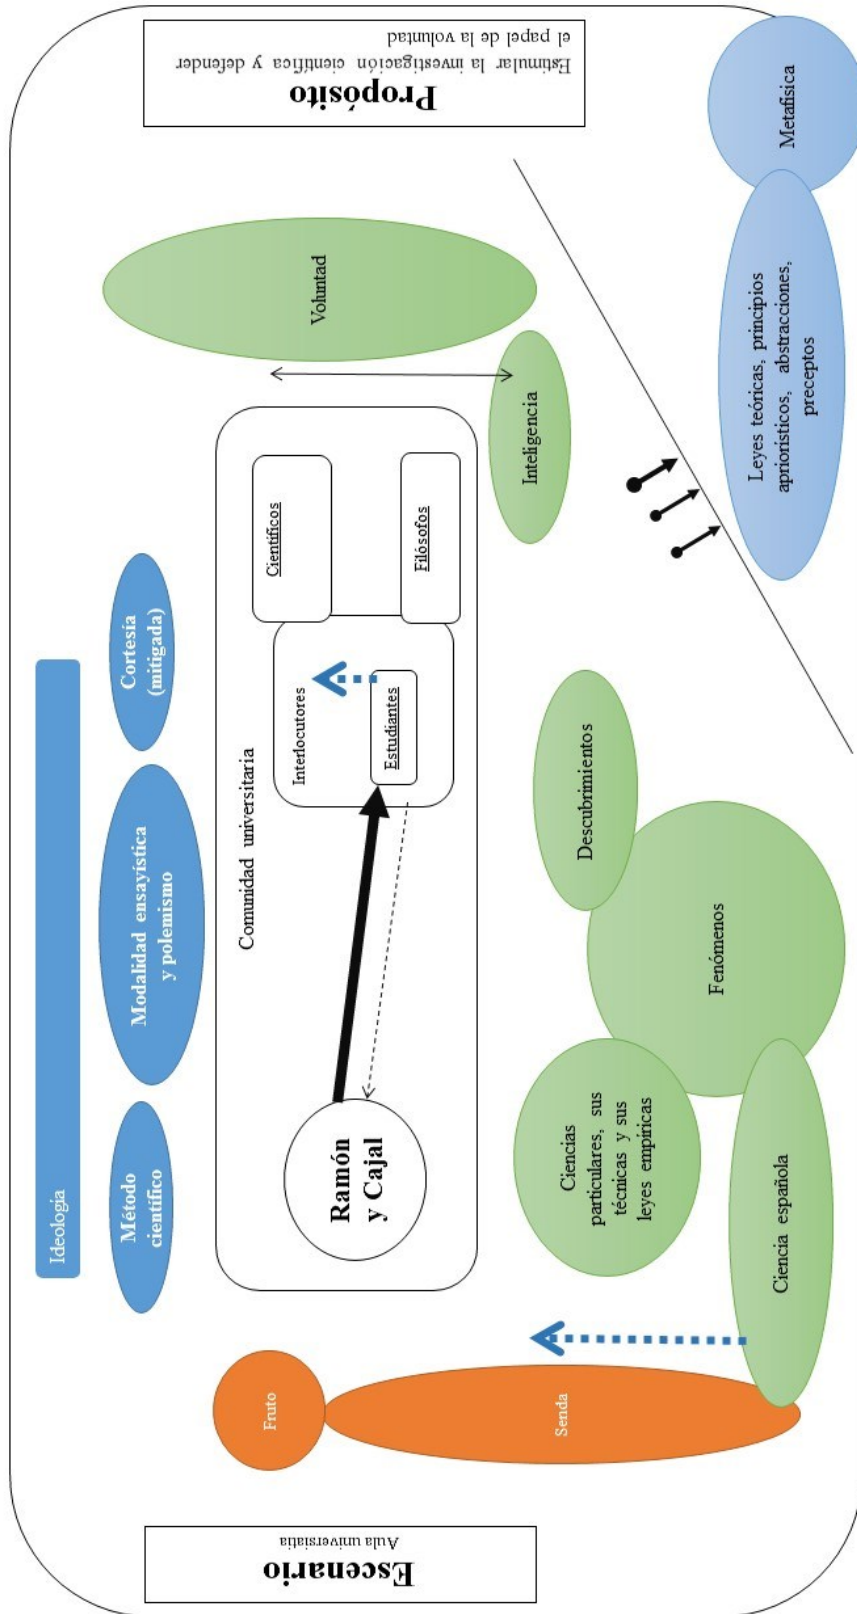 Escenario
Aula universiatia
Propósito
Estimular la investigación científica y defender
el papel de la voluntad
Ideología
Método
científico
Modalidad ensayística
y polemismo
Cortesía
(mitigada)
Fruto
Senda
Comunidad universitaria
Ramón
y Cajal
Interlocutores
Estudiantes
Científicos
Filósofos
Voluntad
Inteligencia
Ciencias
particulares, sus
técnicas y sus
leyes empíricas
Descubrimientos
Fenómenos
Ciencia española
Leyes teóricas, principios
apriorísticos, abstracciones,
preceptos
Metafísica